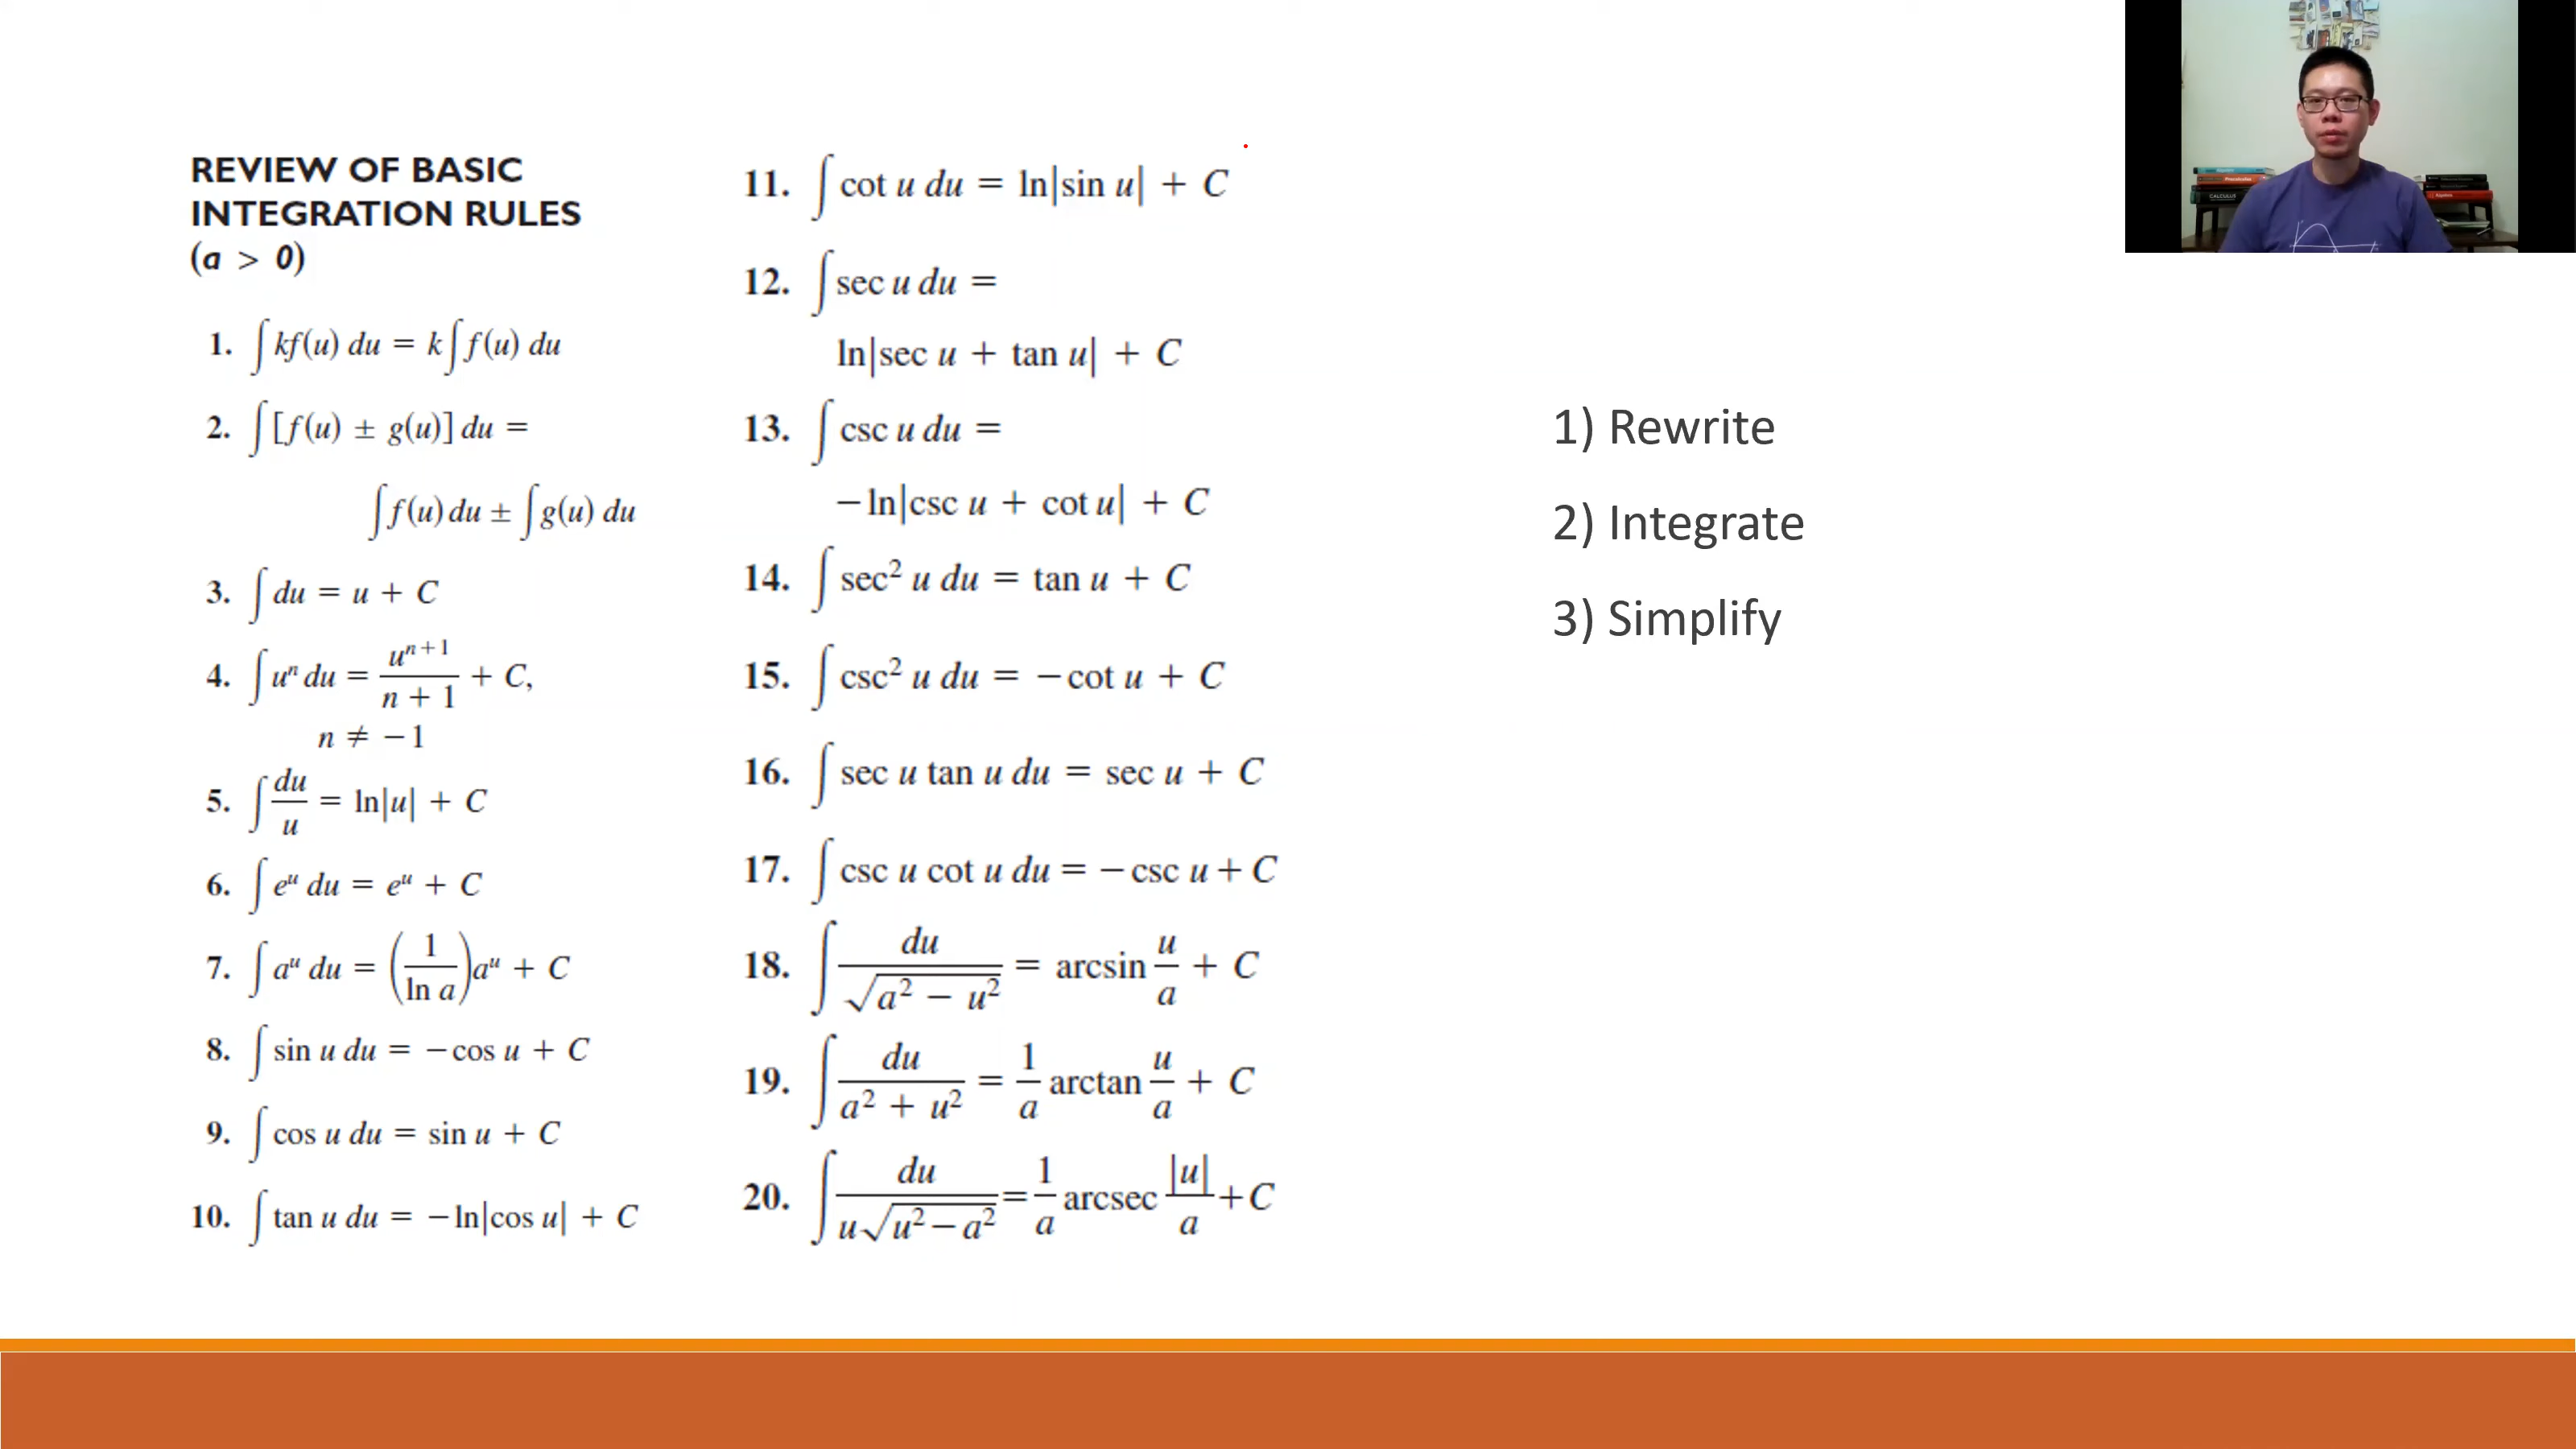 REVIEW OF BASIC
INTEGRATION RULES
(a > 0)
1. ∫ kf(u) du = k ∫ f(u) du
2. ∫ [f(u) ± g(u)] du =
∫ f(u) du ± ∫ g(u) du
3. ∫ du = u + C
4. ∫ uⁿ du = uⁿ⁺¹/(n + 1) + C,
n ≠ −1
5. ∫ du/u = ln|u| + C
6. ∫ eᵘ du = eᵘ + C
7. ∫ aᵘ du = (1/ln a)aᵘ + C
8. ∫ sin u du = −cos u + C
9. ∫ cos u du = sin u + C
10. ∫ tan u du = −ln|cos u| + C
11. ∫ cot u du = ln|sin u| + C
12. ∫ sec u du =
ln|sec u + tan u| + C
13. ∫ csc u du =
−ln|csc u + cot u| + C
14. ∫ sec² u du = tan u + C
15. ∫ csc² u du = −cot u + C
16. ∫ sec u tan u du = sec u + C
17. ∫ csc u cot u du = −csc u + C
18. ∫ du/√(a² − u²) = arcsin u/a + C
19. ∫ du/(a² + u²) = 1/a arctan u/a + C
20. ∫ du/(u√(u² − a²)) = 1/a arcsec |u|/a + C
1) Rewrite
2) Integrate
3) Simplify
CALCULUS